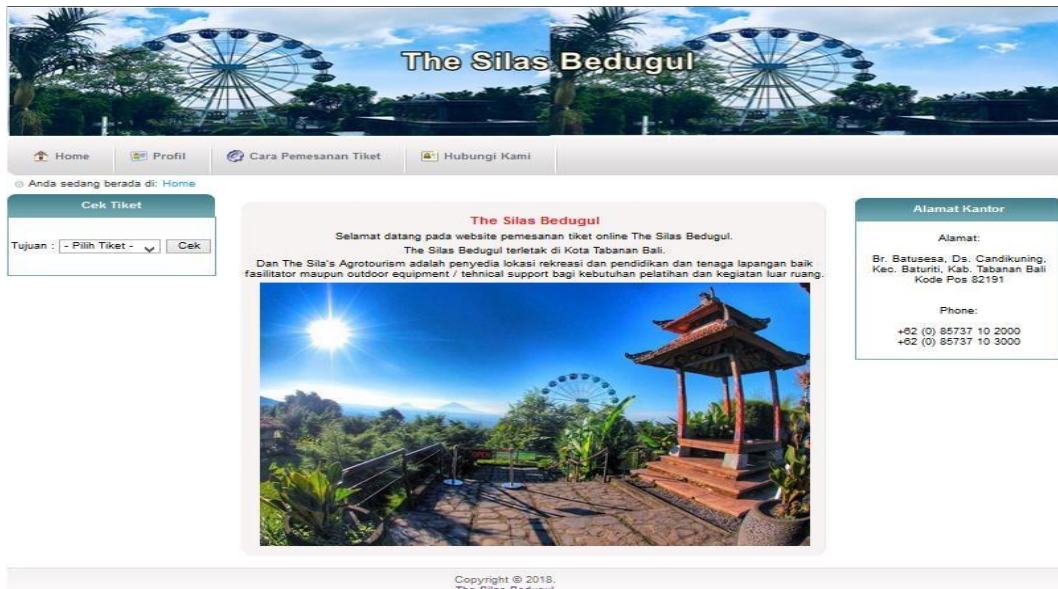 The Silas Bedugul
Home
Profil
Cara Pemesanan Tiket
Hubungi Kami
Anda sedang berada di: Home
Cek Tiket
Tujuan : - Pilih Tiket - Cek
The Silas Bedugul
Selamat datang pada website pemesanan tiket online The Silas Bedugul.
The Silas Bedugul terletak di Kota Tabanan Bali.
Dan The Sila's Agrotourism adalah penyedia lokasi rekreasi dan pendidikan dan tenaga lapangan baik
fasilitator maupun outdoor equipment / tehnical support bagi kebutuhan pelatihan dan kegiatan luar ruang.
OPEN
Alamat Kantor
Alamat:
Br. Batusesa, Ds. Candikuning,
Kec. Baturiti, Kab. Tabanan Bali
Kode Pos 82191
Phone:
+62 (0) 85737 10 2000
+62 (0) 85737 10 3000
Copyright © 2018.
The Silas Bedugul